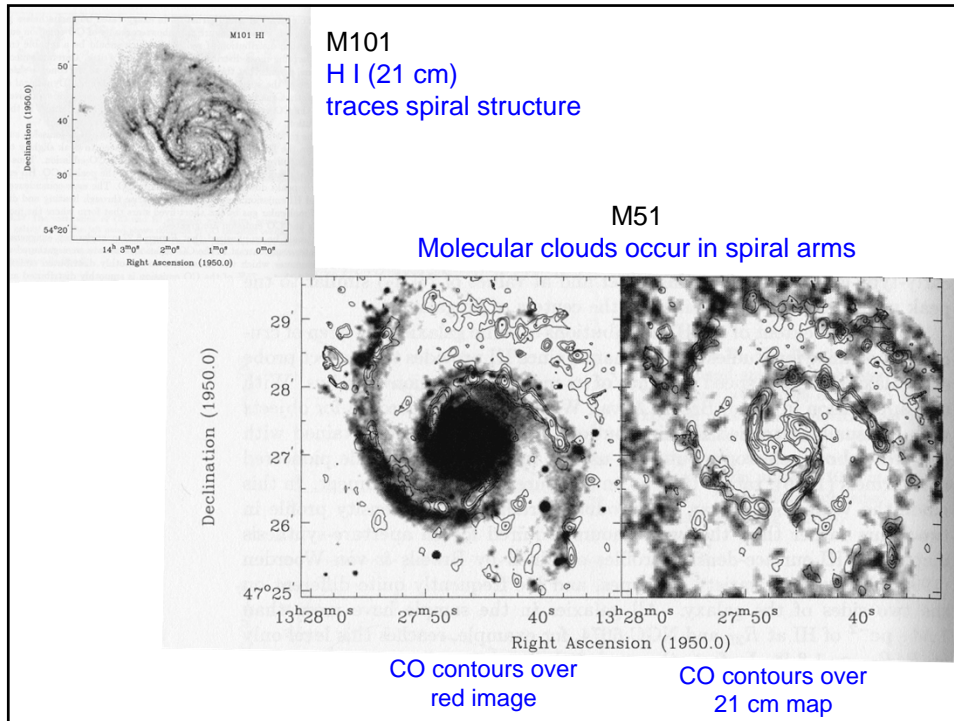 M101 HI
M101
H I (21 cm)
traces spiral structure
Declination (1950.0)
50'
40'
30'
54°20'
14ʰ 3ᵐ0ˢ 2ᵐ0ˢ 1ᵐ0ˢ 0ᵐ0ˢ
Right Ascension (1950.0)
M51
Molecular clouds occur in spiral arms
Declination (1950.0)
29'
28'
27
26
47°25
13ʰ28ᵐ0ˢ 27ᵐ50ˢ 40ˢ 13ʰ28ᵐ0ˢ 27ᵐ50ˢ 40ˢ
Right Ascension (1950.0)
CO contours over
red image
CO contours over
21 cm map